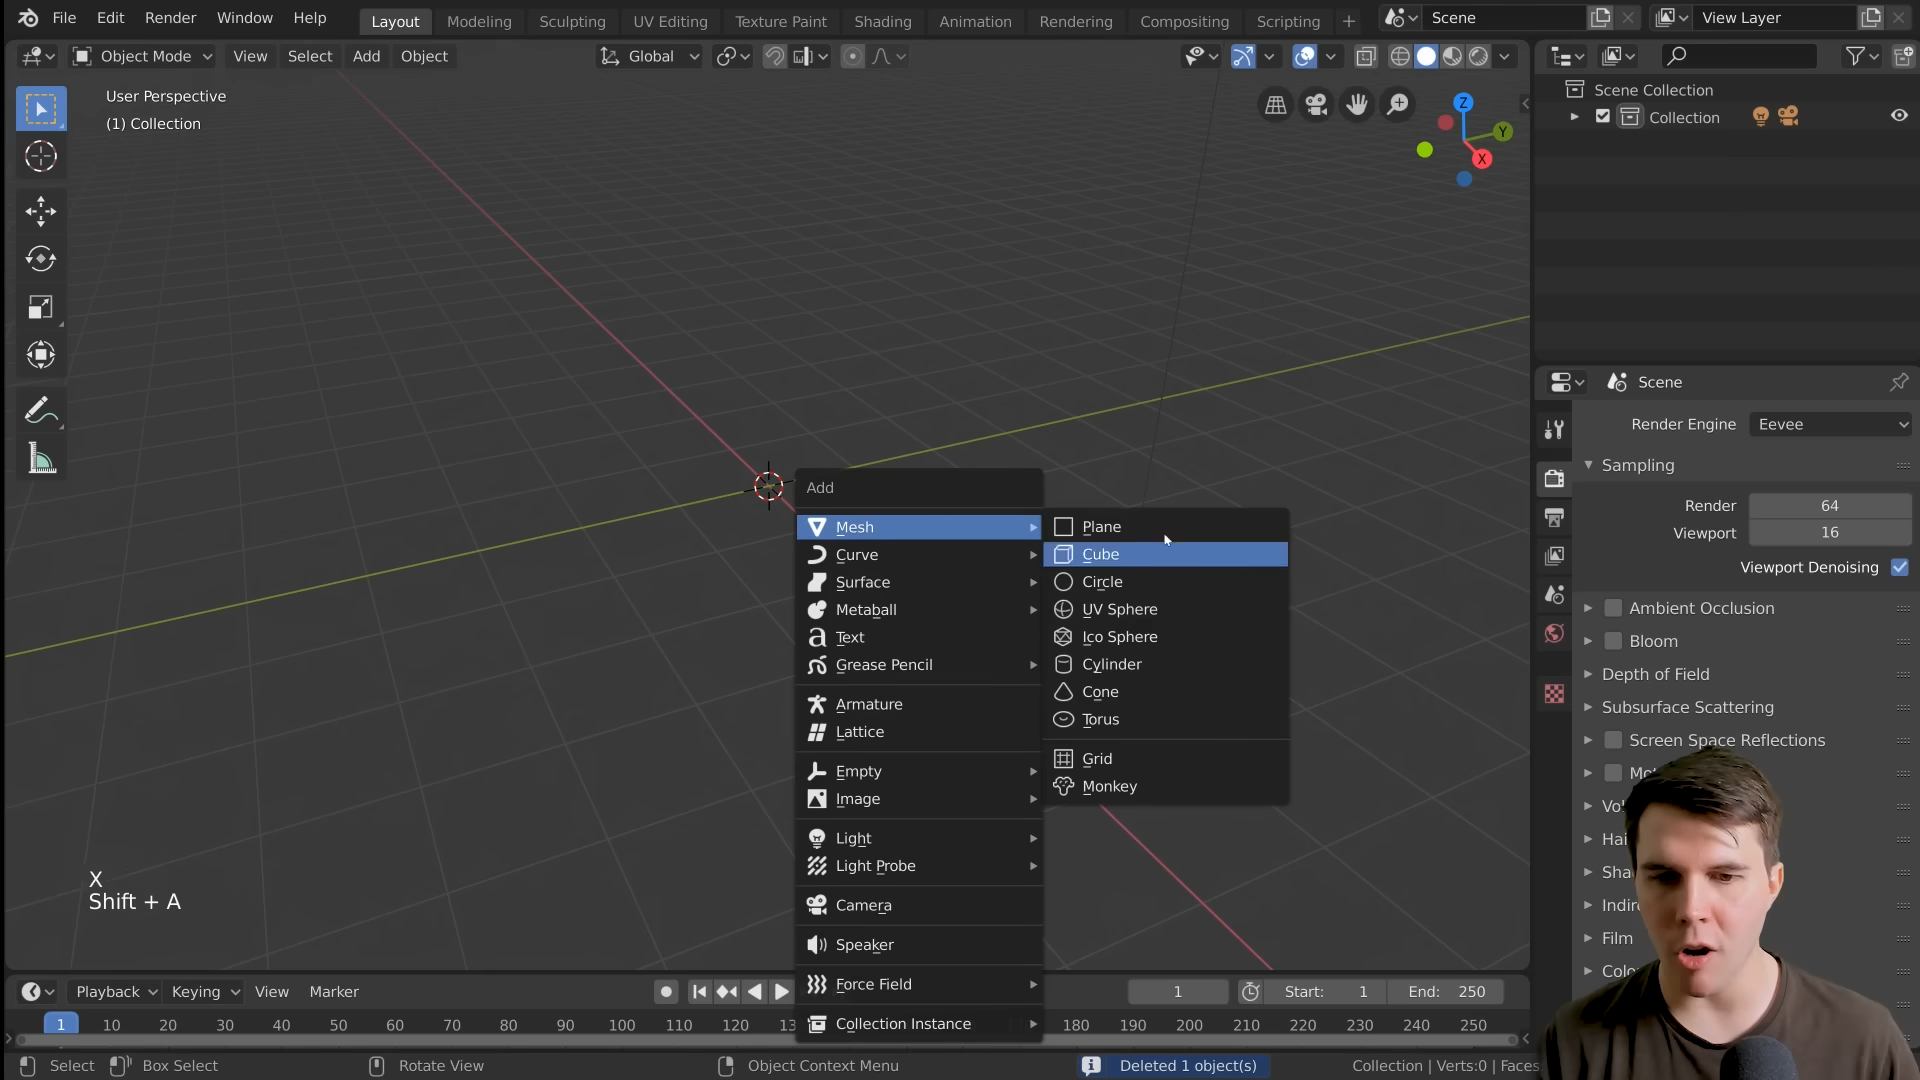 File Edit Render Window Help Layout Modeling Sculpting UV Editing Texture Paint Shading Animation Rendering Compositing Scripting + Scene View Layer
Object Mode View Select Add Object Global
User Perspective
(1) Collection
Z
Y
X
Scene Collection
Collection
Scene
Render Engine Eevee
Sampling
Render 64
Viewport 16
Viewport Denoising
Ambient Occlusion
Bloom
Depth of Field
Subsurface Scattering
Screen Space Reflections
Film
Add
Mesh
Curve
Surface
Metaball
Text
Grease Pencil
Armature
Lattice
Empty
Image
Light
Light Probe
Camera
Speaker
Force Field
Collection Instance
Plane
Cube
Circle
UV Sphere
Ico Sphere
Cylinder
Cone
Torus
Grid
Monkey
X
Shift + A
Playback Keying View Marker 1 Start: 1 End: 250
1 10 20 30 40 50 60 70 80 90 100 110 120 180 190 200 210 220 230 240 250
Select Box Select Rotate View Object Context Menu Deleted 1 object(s) Collection | Verts:0 | Faces